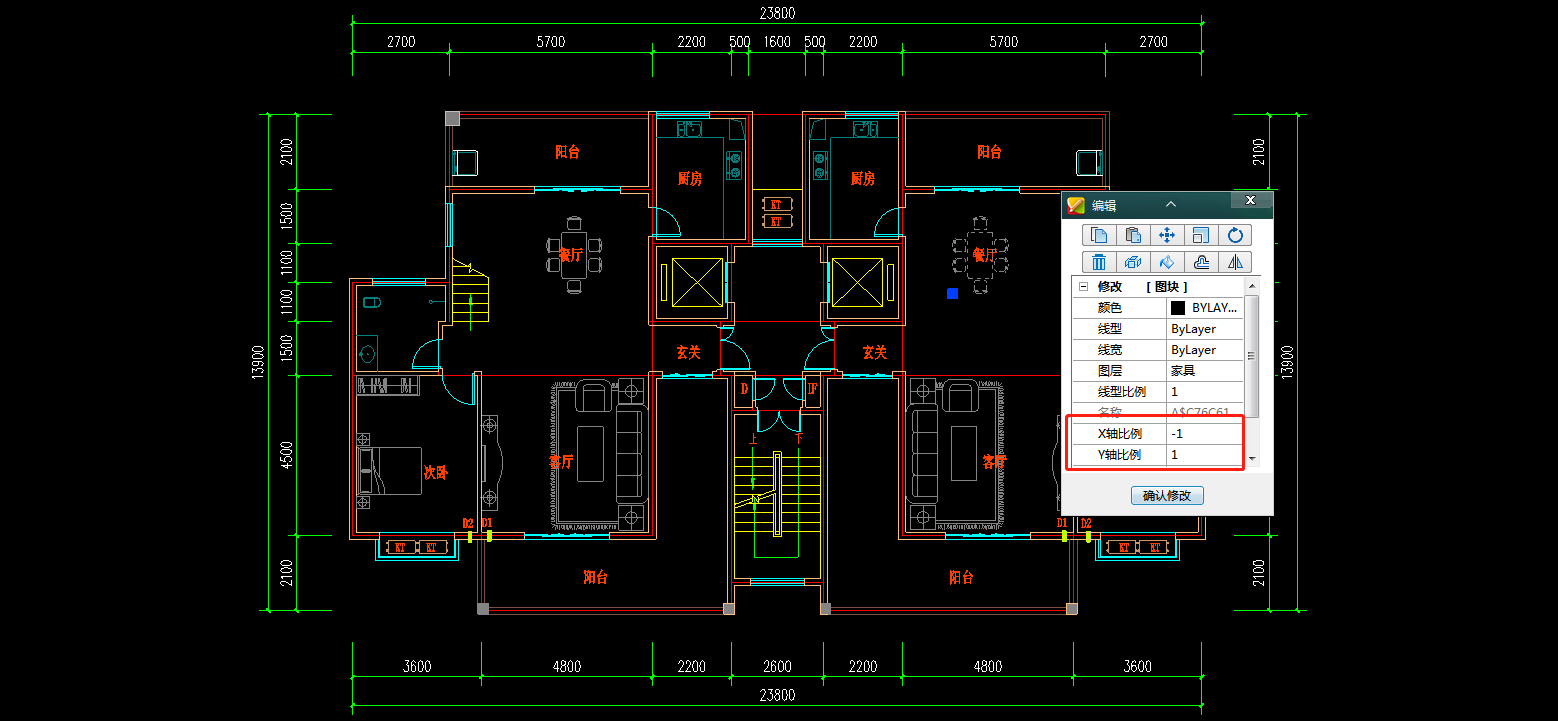 23800
2700 5700 2200 500 1600 500 2200 5700 2700
2100
1500
1100
1100
1500
4500
2100
13900
阳台
厨房
厨房
阳台
2100
KT
KT
餐厅
餐厅
玄关
玄关
D
上
下
次卧
客厅
客厅
D2 D1
D1 D2
KT KT
KT KT
阳台
阳台
13900
2100
编辑
修改 [ 图块 ]
颜色 BYLAY...
线型 ByLayer
线宽 ByLayer
图层 家具
线型比例 1
名称 A$C76C61
X轴比例 -1
Y轴比例 1
确认修改
3600 4800 2200 2600 2200 4800 3600
23800